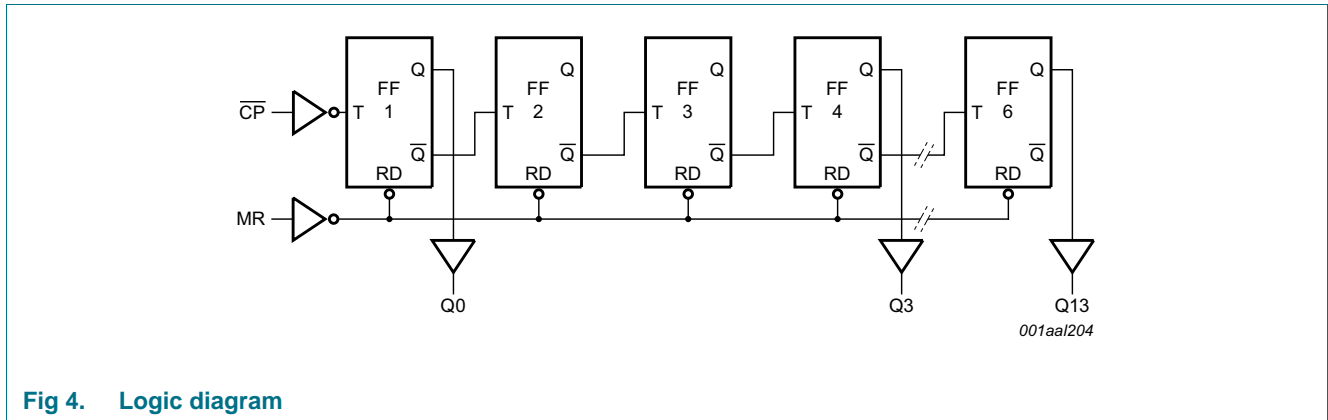 Q Q Q Q Q
FF FF FF FF FF
C̅P̅ T 1 T 2 T 3 T 4 T 6
Q̅ Q̅ Q̅ Q̅ Q̅
RD RD RD RD RD
MR
Q0 Q3 Q13
001aal204
Fig 4. Logic diagram